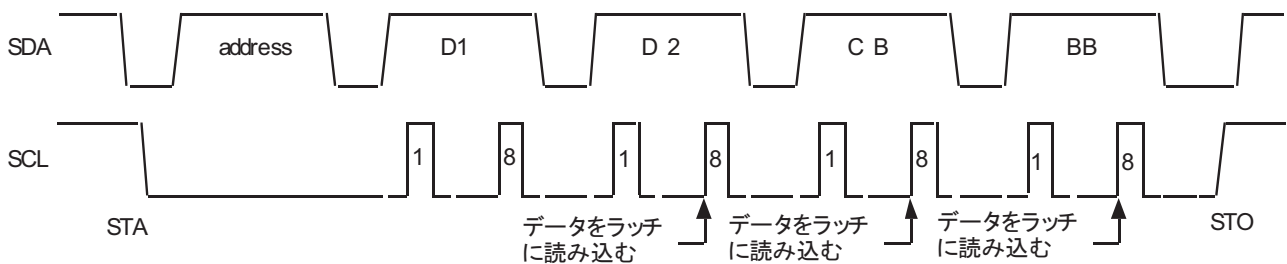 SDA address D1 D 2 C B BB
SCL 1 8 1 8 1 8 1 8
STA データをラッチ データをラッチ データをラッチ STO
に読み込む に読み込む に読み込む